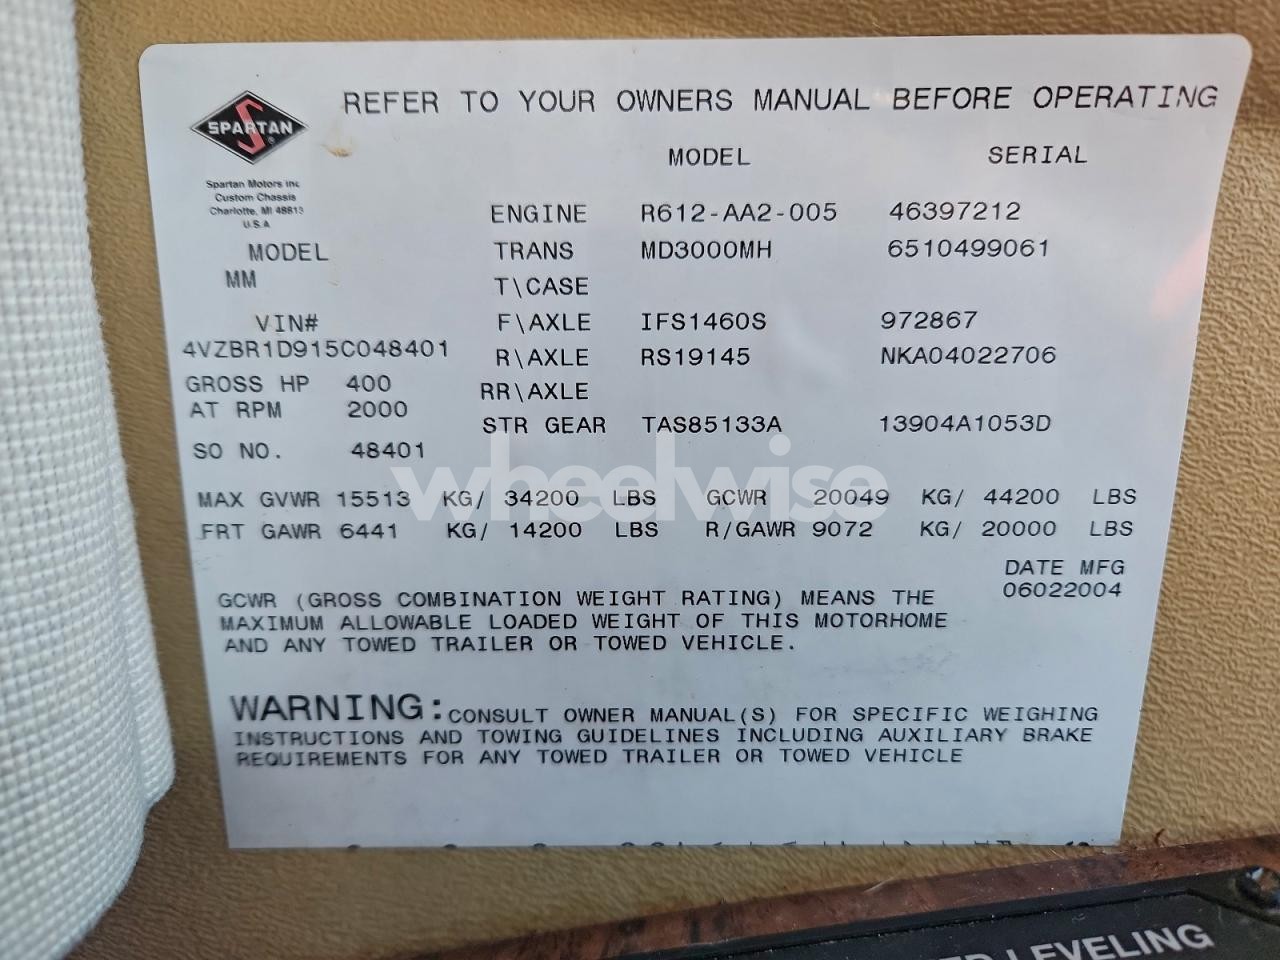 REFER TO YOUR OWNERS MANUAL BEFORE OPERATING
SPARTAN
Spartan Motors Inc
Custom Chassis
Charlotte, MI 48813
U.S.A
MODEL SERIAL
ENGINE R612-AA2-005 46397212
MODEL TRANS MD3000MH 6510499061
MM T\CASE
VIN# F\AXLE IFS1460S 972867
4VZBR1D915C048401 R\AXLE RS19145 NKA04022706
GROSS HP 400 RR\AXLE
AT RPM 2000 STR GEAR TAS85133A 13904A1053D
SO NO. 48401
wheelwise
MAX GVWR 15513 KG/ 34200 LBS GCWR 20049 KG/ 44200 LBS
FRT GAWR 6441 KG/ 14200 LBS R/GAWR 9072 KG/ 20000 LBS
DATE MFG
06022004
GCWR (GROSS COMBINATION WEIGHT RATING) MEANS THE
MAXIMUM ALLOWABLE LOADED WEIGHT OF THIS MOTORHOME
AND ANY TOWED TRAILER OR TOWED VEHICLE.
WARNING: CONSULT OWNER MANUAL(S) FOR SPECIFIC WEIGHING
INSTRUCTIONS AND TOWING GUIDELINES INCLUDING AUXILIARY BRAKE
REQUIREMENTS FOR ANY TOWED TRAILER OR TOWED VEHICLE
LEVELING